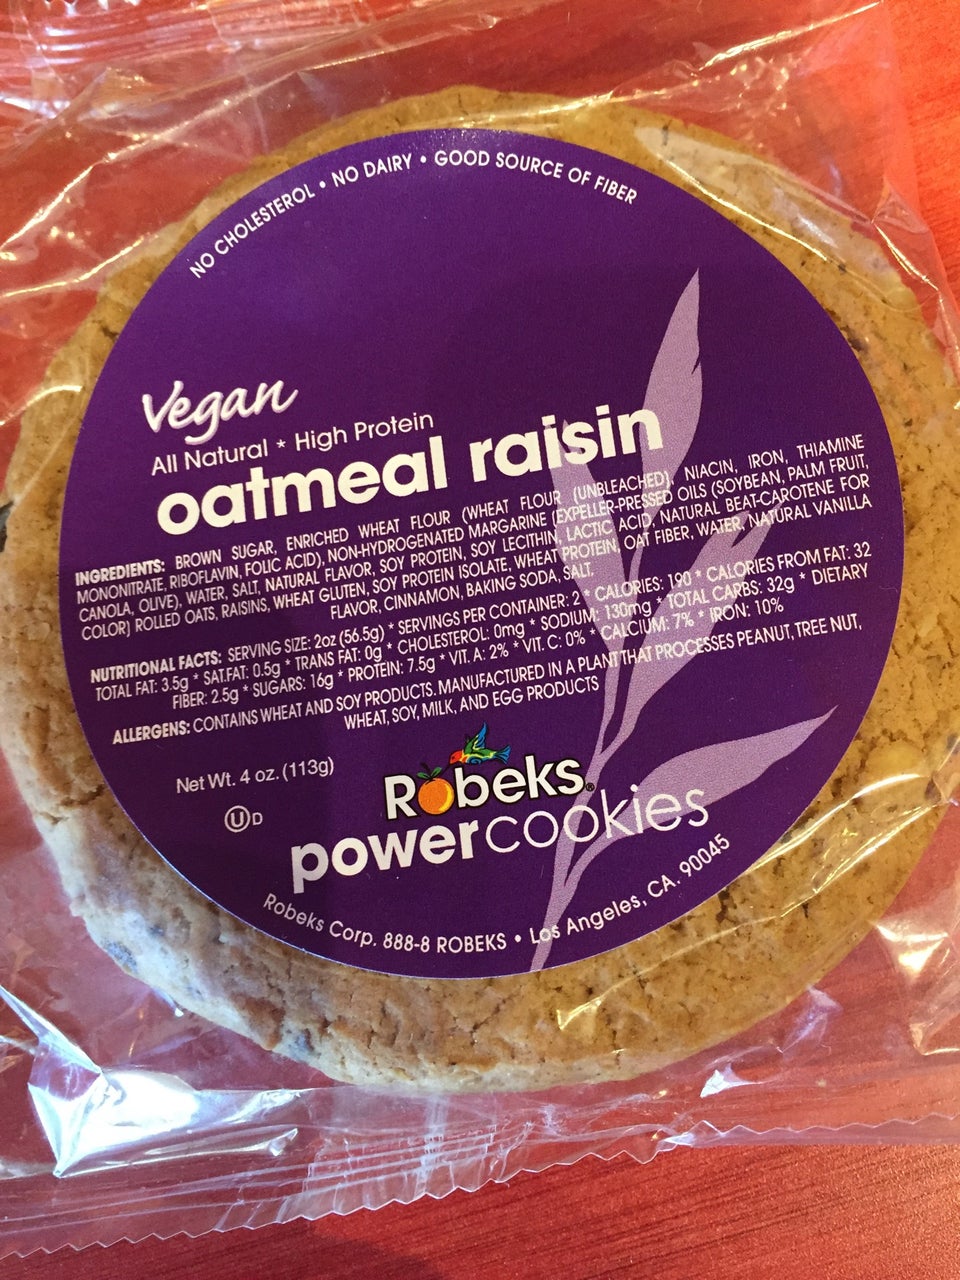 NO CHOLESTEROL • NO DAIRY • GOOD SOURCE OF FIBER
Vegan
All Natural * High Protein
oatmeal raisin
INGREDIENTS: BROWN SUGAR, ENRICHED WHEAT FLOUR (WHEAT FLOUR (UNBLEACHED), NIACIN, IRON, THIAMINE
MONONITRATE, RIBOFLAVIN, FOLIC ACID), NON-HYDROGENATED MARGARINE (EXPELLER-PRESSED OILS (SOYBEAN, PALM FRUIT,
CANOLA, OLIVE), WATER, SALT, NATURAL FLAVOR, SOY PROTEIN, SOY LECITHIN, LACTIC ACID, NATURAL BEAT-CAROTENE FOR
COLOR) ROLLED OATS, RAISINS, WHEAT GLUTEN, SOY PROTEIN ISOLATE, WHEAT PROTEIN, OAT FIBER, WATER, NATURAL VANILLA
FLAVOR, CINNAMON, BAKING SODA, SALT.
NUTRITIONAL FACTS: SERVING SIZE: 2oz (56.5g) * SERVINGS PER CONTAINER: 2 * CALORIES: 190 * CALORIES FROM FAT: 32
TOTAL FAT: 3.5g * SAT.FAT: 0.5g * TRANS FAT: 0g * CHOLESTEROL: 0mg * SODIUM: 130mg * TOTAL CARBS: 32g * DIETARY
FIBER: 2.5g * SUGARS: 16g * PROTEIN: 7.5g * VIT. A: 2% * VIT. C: 0% * CALCIUM: 7% * IRON: 10%
ALLERGENS: CONTAINS WHEAT AND SOY PRODUCTS. MANUFACTURED IN A PLANT THAT PROCESSES PEANUT, TREE NUT,
WHEAT, SOY, MILK, AND EGG PRODUCTS
Net Wt. 4 oz. (113g)
Ⓤ D
Robeks®
powercookies
Robeks Corp. 888-8 ROBEKS • Los Angeles, CA. 90045